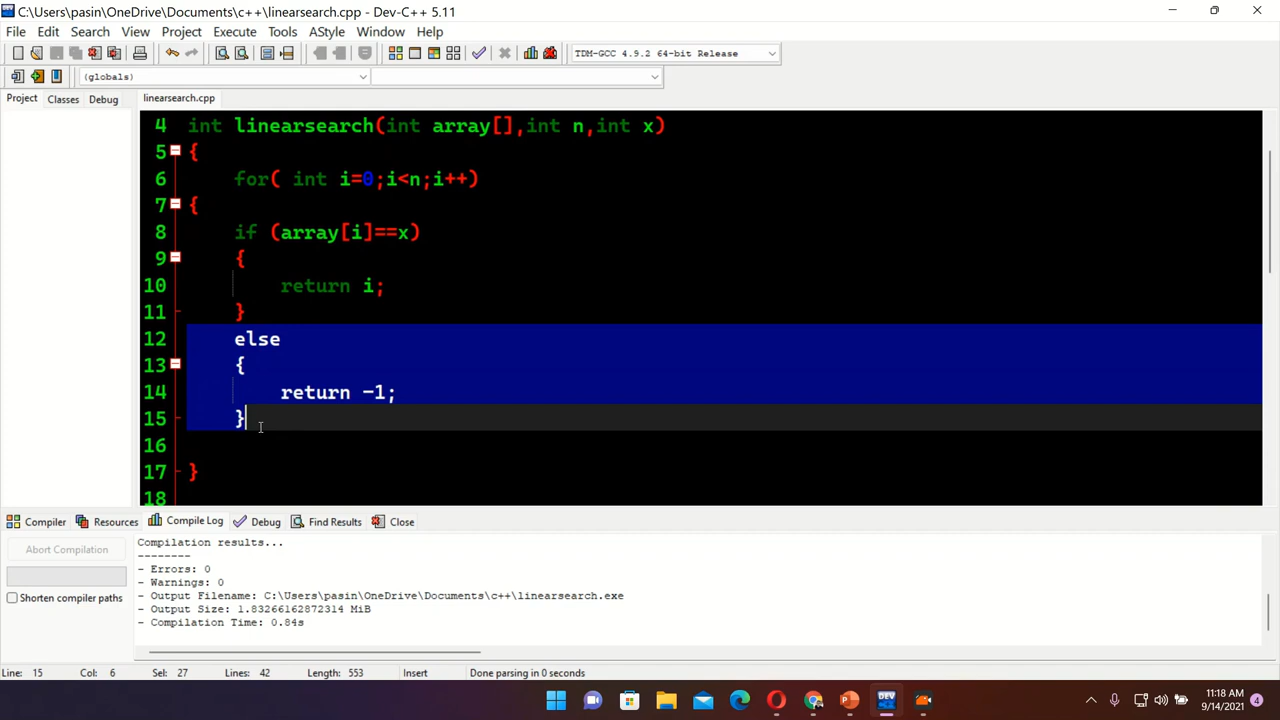 C:\Users\pasin\OneDrive\Documents\c++\linearsearch.cpp - Dev-C++ 5.11
File Edit Search View Project Execute Tools AStyle Window Help
TDM-GCC 4.9.2 64-bit Release
(globals)
Project Classes Debug linearsearch.cpp
4 int linearsearch(int array[],int n,int x)
5 {
6 for( int i=0;i<n;i++)
7 {
8 if (array[i]==x)
9 {
10 return i;
11 }
12 else
13 {
14 return -1;
15 }
16
17 }
18
Compiler Resources Compile Log Debug Find Results Close
Abort Compilation
Shorten compiler paths
Compilation results...
--------
- Errors: 0
- Warnings: 0
- Output Filename: C:\Users\pasin\OneDrive\Documents\c++\linearsearch.exe
- Output Size: 1.83266162872314 MiB
- Compilation Time: 0.84s
Line: 15 Col: 6 Sel: 27 Lines: 42 Length: 553 Insert Done parsing in 0 seconds
DEV
11:18 AM
9/14/2021
4